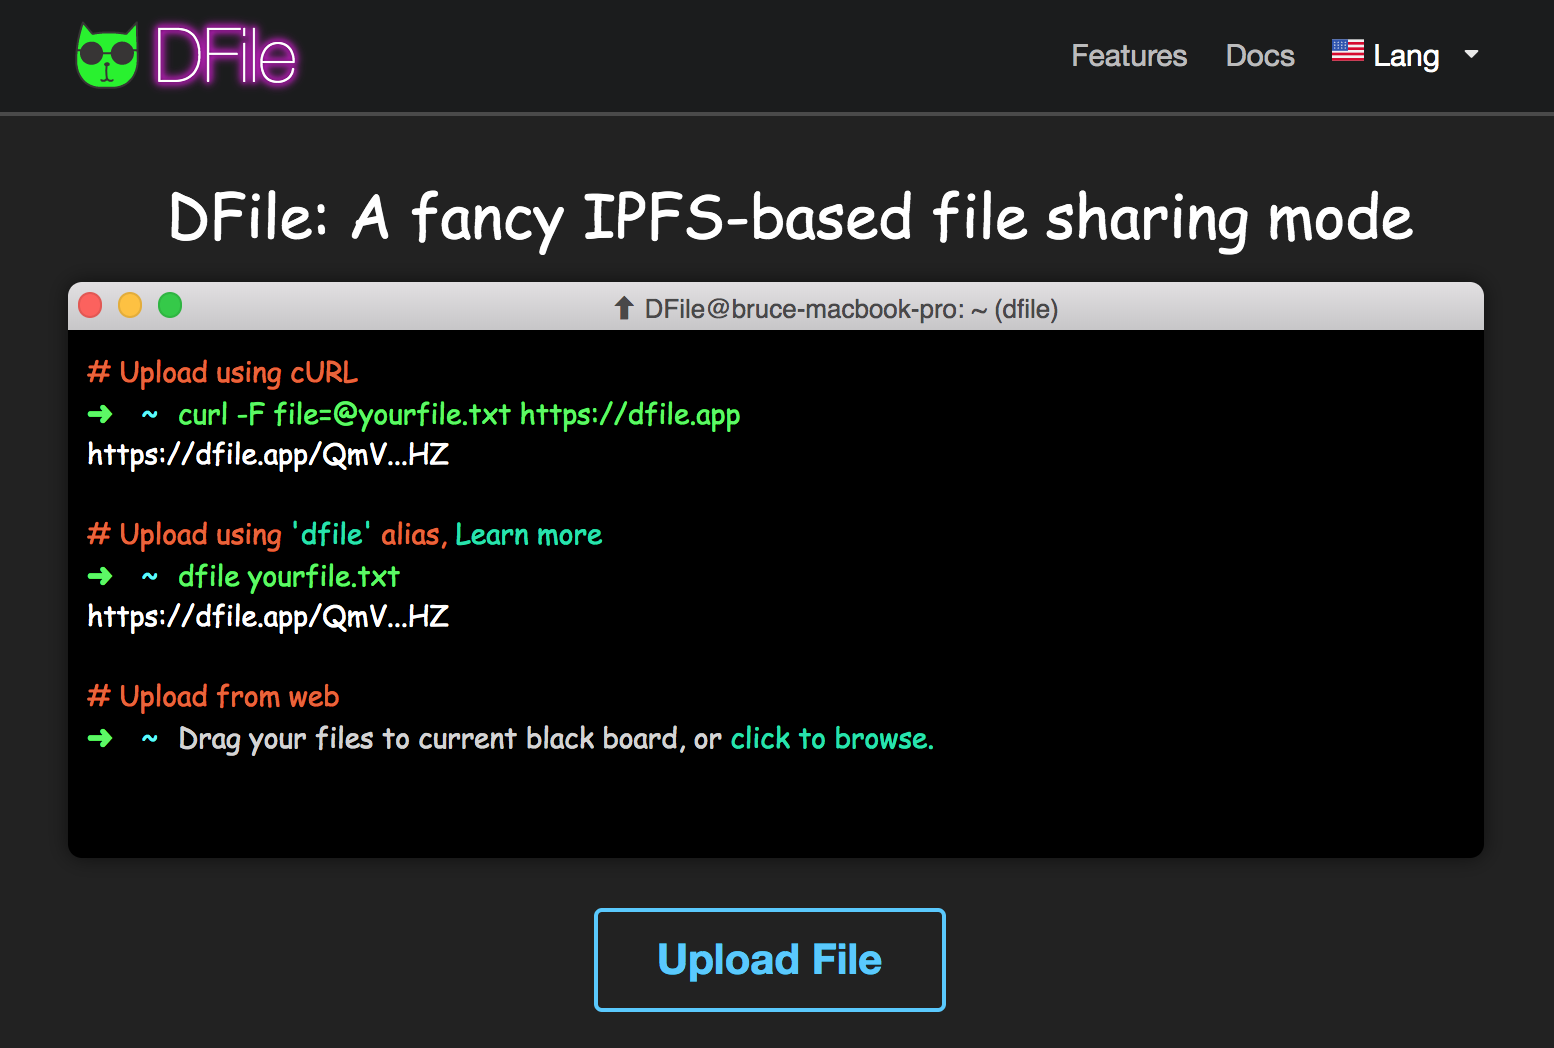 DFile
Features Docs Lang
DFile: A fancy IPFS-based file sharing mode
DFile@bruce-macbook-pro: ~ (dfile)
# Upload using cURL
➜ ~ curl -F file=@yourfile.txt https://dfile.app
https://dfile.app/QmV...HZ
# Upload using 'dfile' alias, Learn more
➜ ~ dfile yourfile.txt
https://dfile.app/QmV...HZ
# Upload from web
➜ ~ Drag your files to current black board, or click to browse.
Upload File